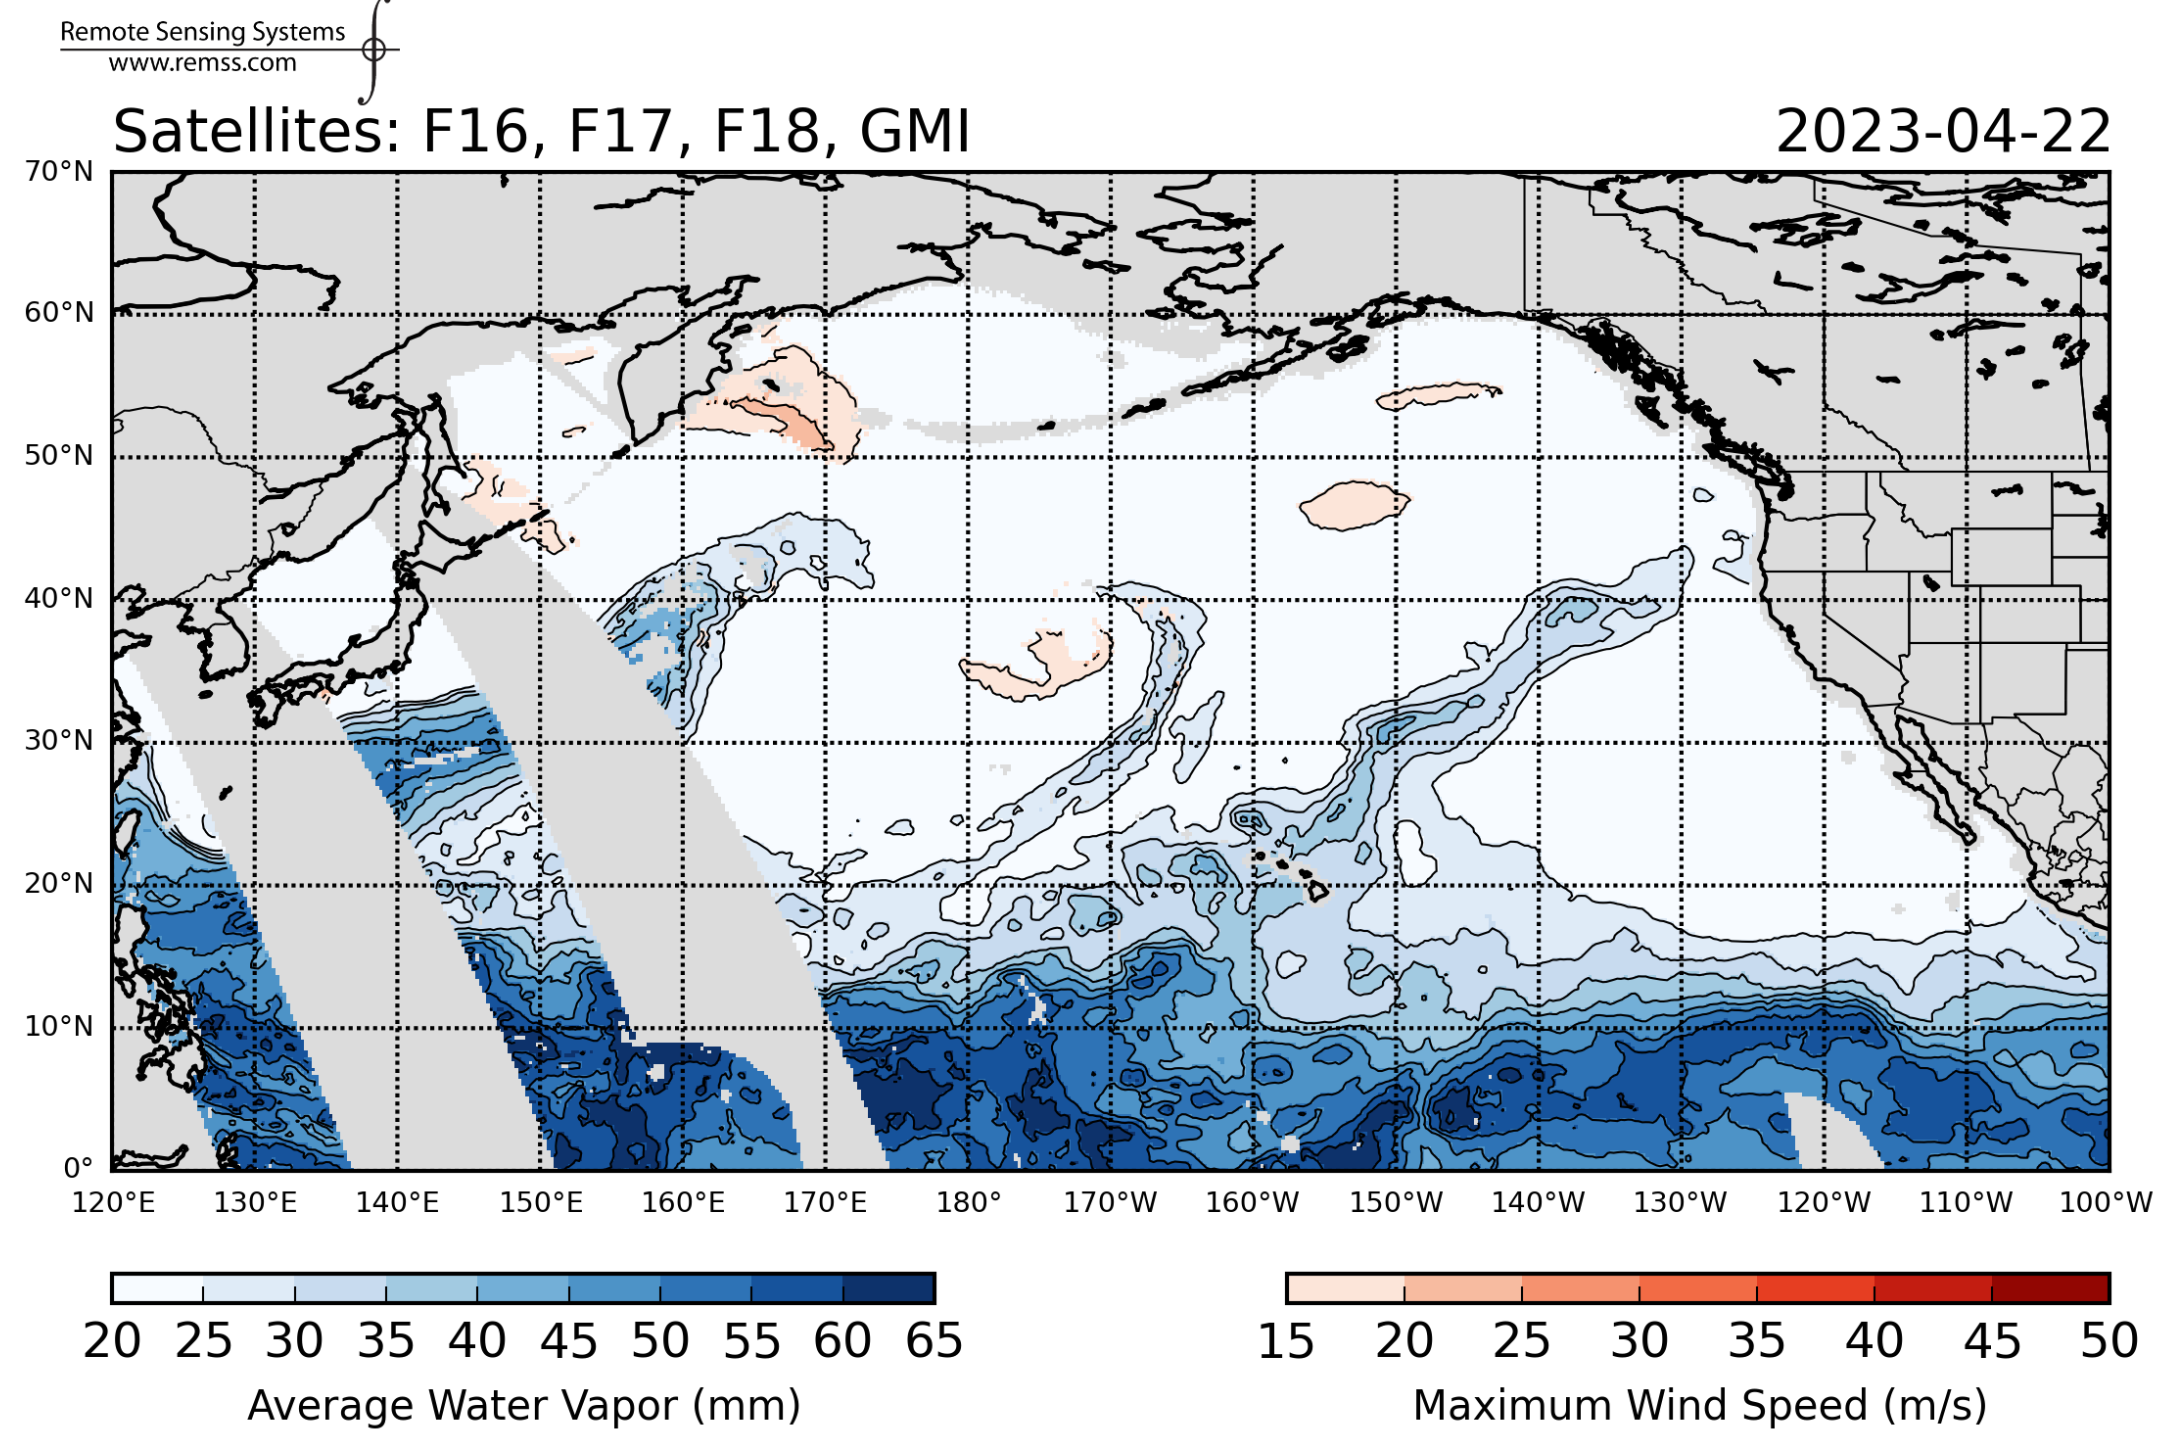 Remote Sensing Systems
www.remss.com
Satellites: F16, F17, F18, GMI 2023-04-22
70°N
60°N
50°N
40°N
30°N
20°N
10°N
0°
120°E 130°E 140°E 150°E 160°E 170°E 180° 170°W 160°W 150°W 140°W 130°W 120°W 110°W 100°W
20 25 30 35 40 45 50 55 60 65 15 20 25 30 35 40 45 50
Average Water Vapor (mm) Maximum Wind Speed (m/s)